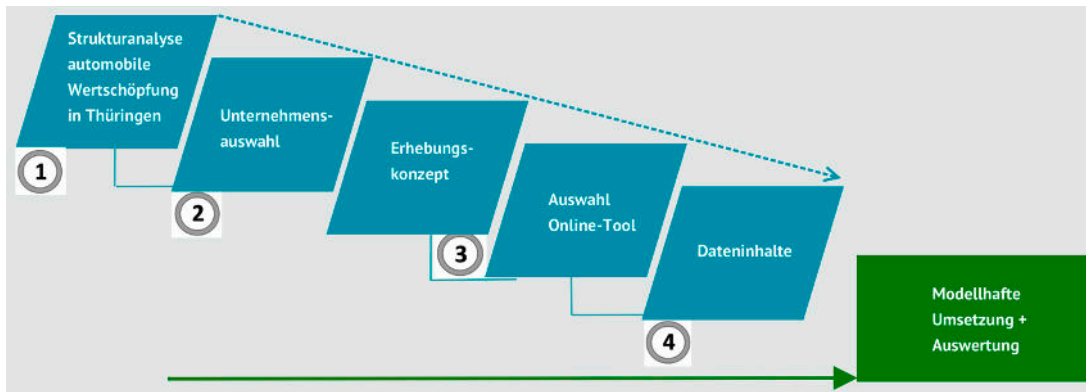 Strukturanalyse
automobile
Wertschöpfung
in Thüringen
1
Unternehmens-
auswahl
2
Erhebungs-
konzept
3
Auswahl
Online-Tool
Dateninhalte
4
Modellhafte
Umsetzung +
Auswertung